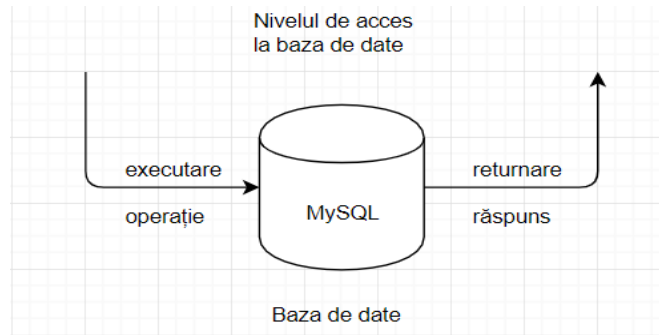 Nivelul de acces
la baza de date
executare
operație
MySQL
returnare
răspuns
Baza de date